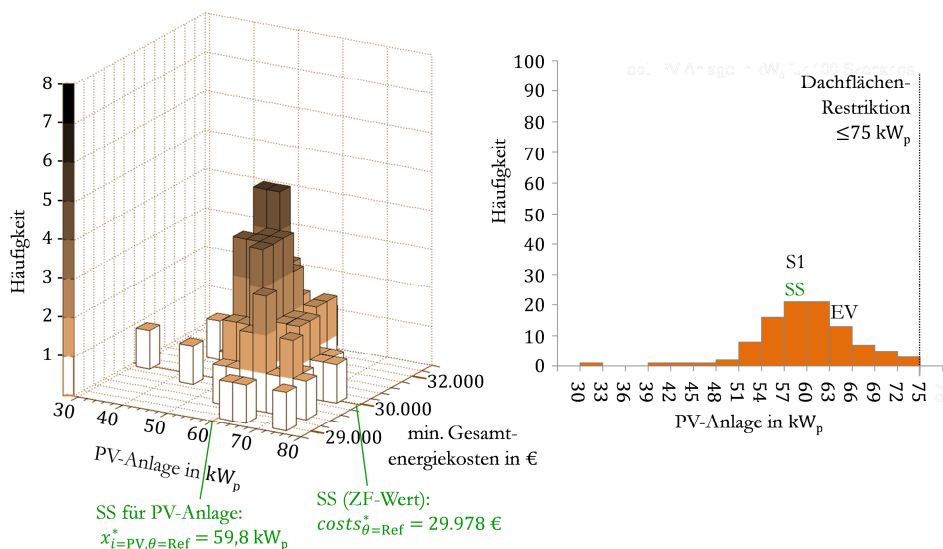 8
7
6
5
4
3
2
1
Häufigkeit
30
40
50
60
70
80
PV-Anlage in kWp
29.000
30.000
32.000
min. Gesamt-
energiekosten in €
SS für PV-Anlage:
x*i=PV,θ=Ref = 59,8 kWp
SS (ZF-Wert):
costs*θ=Ref = 29.978 €
100
90
80
70
60
50
40
30
20
10
0
Häufigkeit
Dachflächen-
Restriktion
≤75 kWp
S1
SS
EV
30 33 36 39 42 45 48 51 54 57 60 63 66 69 72 75
PV-Anlage in kWp